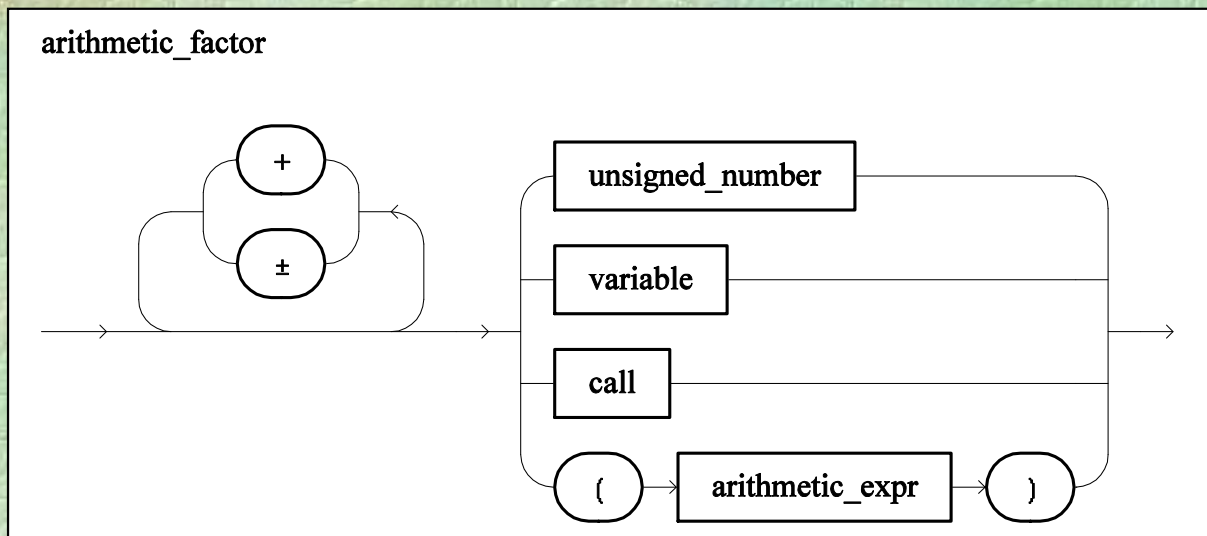 arithmetic_factor
+
unsigned_number
±
variable
call
( arithmetic_expr )